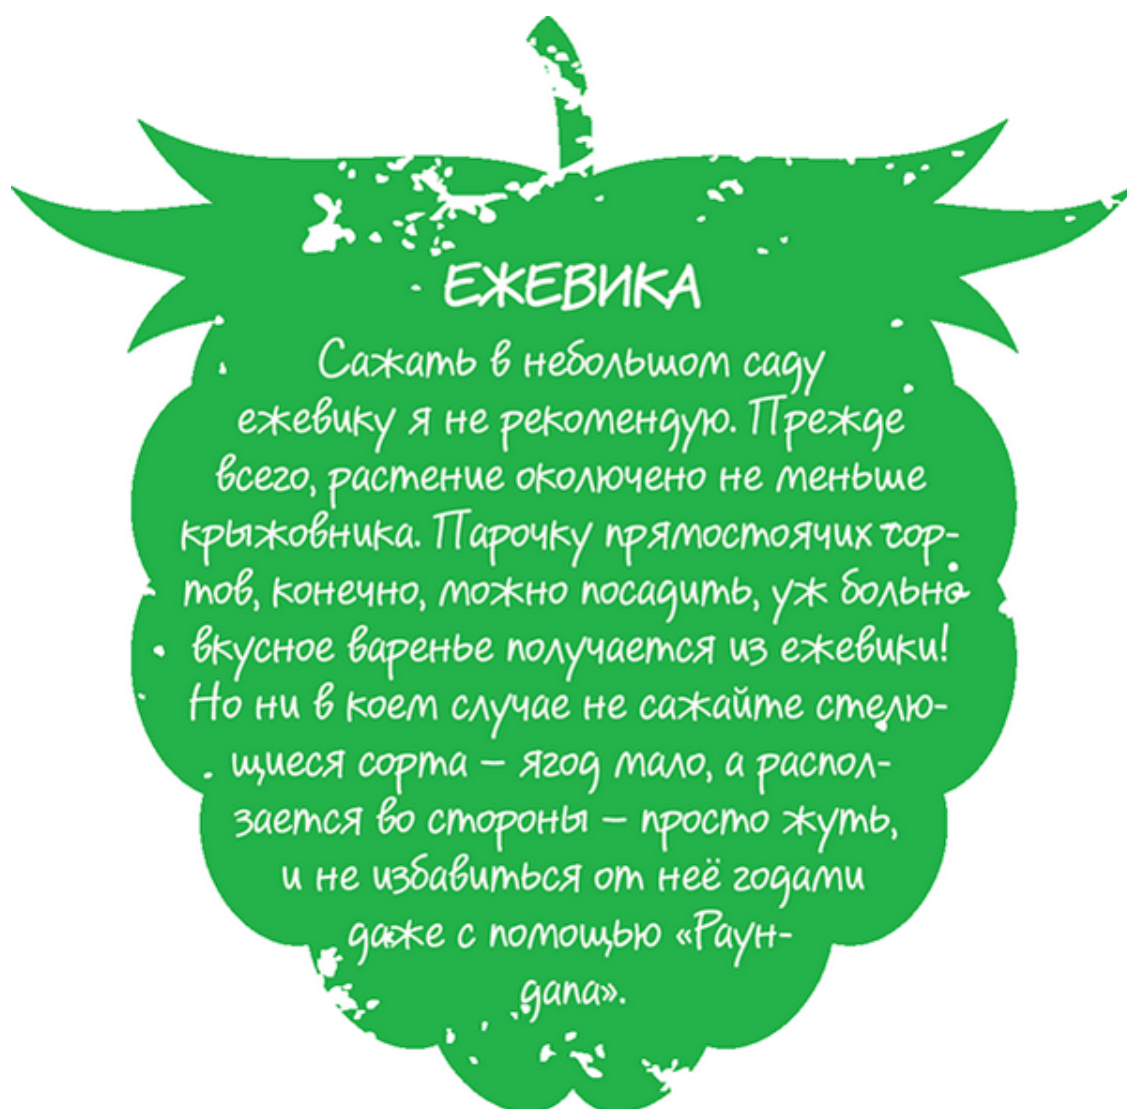 ЕЖЕВИКА
Сажать в небольшом саду
ежевику я не рекомендую. Прежде
всего, растение околючено не меньше
крыжовника. Парочку прямостоячих сор-
тов, конечно, можно посадить, уж больно
вкусное варенье получается из ежевики!
Но ни в коем случае не сажайте стелю-
щиеся сорта – ягод мало, а распол-
зается во стороны – просто жуть,
и не избавиться от неё годами
даже с помощью «Раун-
дапа».